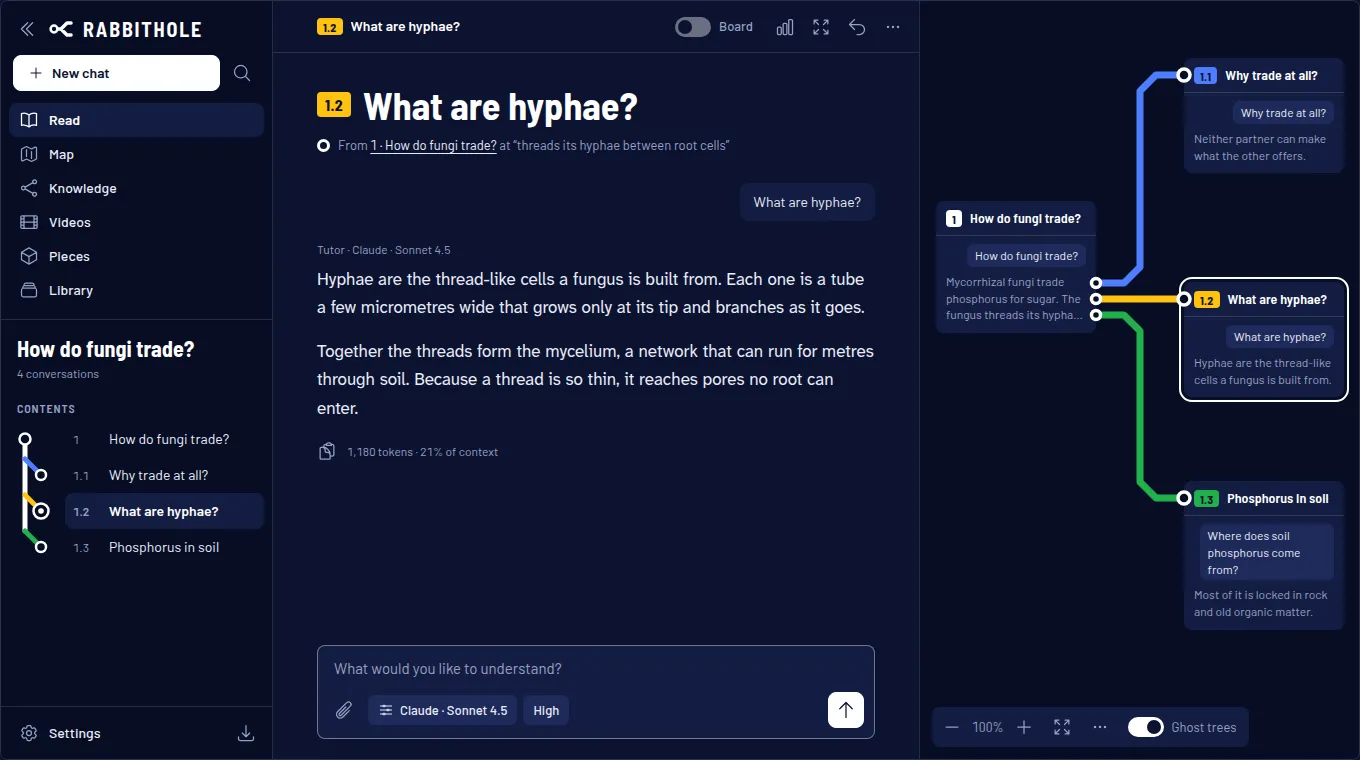 RABBITHOLE
New chat
Read
Map
Knowledge
Videos
Pieces
Library
How do fungi trade?
4 conversations
CONTENTS
1 How do fungi trade?
1.1 Why trade at all?
1.2 What are hyphae?
1.3 Phosphorus in soil
Settings
1.2 What are hyphae?
Board
1.2 What are hyphae?
From 1 · How do fungi trade? at “threads its hyphae between root cells”
What are hyphae?
Tutor · Claude · Sonnet 4.5
Hyphae are the thread-like cells a fungus is built from. Each one is a tube
a few micrometres wide that grows only at its tip and branches as it goes.
Together the threads form the mycelium, a network that can run for metres
through soil. Because a thread is so thin, it reaches pores no root can
enter.
1,180 tokens · 21% of context
What would you like to understand?
Claude · Sonnet 4.5
High
1 How do fungi trade?
How do fungi trade?
Mycorrhizal fungi trade
phosphorus for sugar. The
fungus threads its hypha...
1.1 Why trade at all?
Why trade at all?
Neither partner can make
what the other offers.
1.2 What are hyphae?
What are hyphae?
Hyphae are the thread-like
cells a fungus is built from.
1.3 Phosphorus in soil
Where does soil
phosphorus come
from?
Most of it is locked in rock
and old organic matter.
100%
Ghost trees